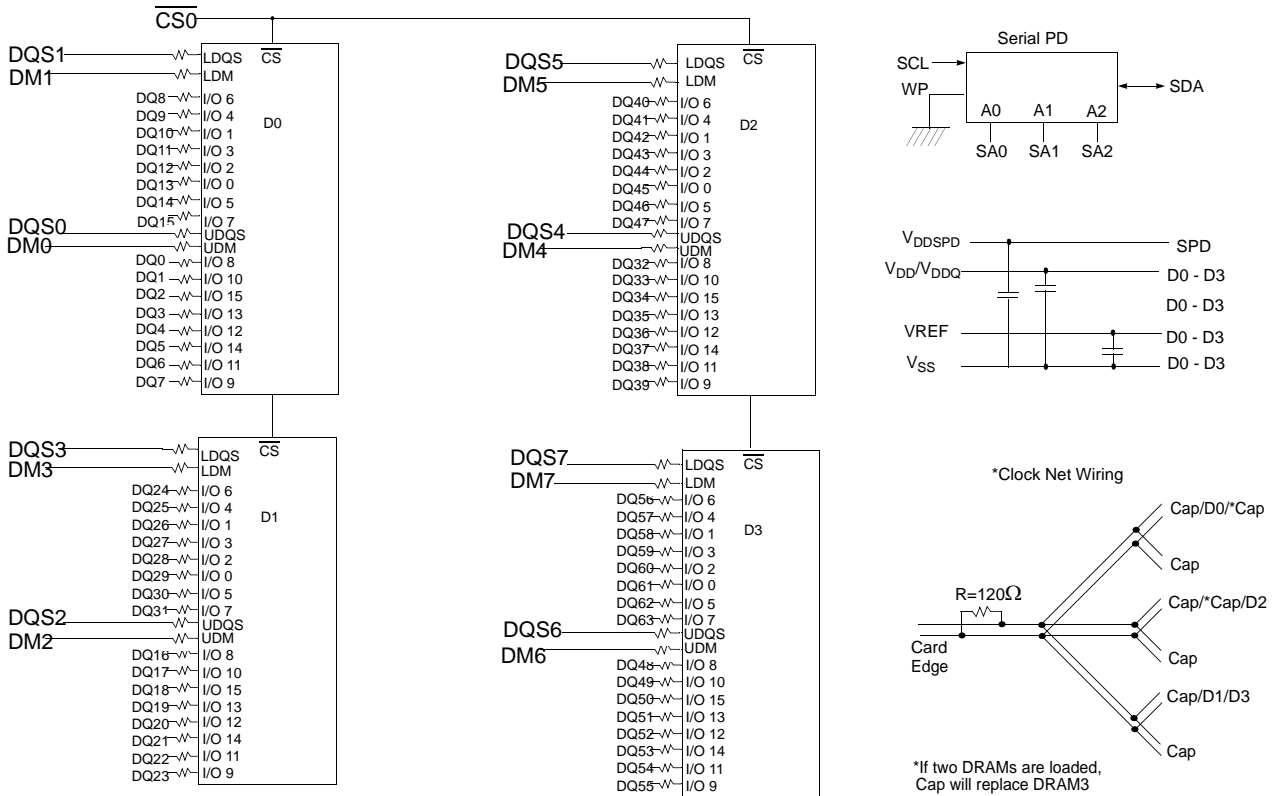 CS0
DQS1
LDQS
CS
DM1
LDM
D0
DQ8 I/O 6
DQ9 I/O 4
DQ10 I/O 1
DQ11 I/O 3
DQ12 I/O 2
DQ13 I/O 0
DQ14 I/O 5
DQ15 I/O 7
DQS0 UDQS
DM0 UDM
DQ0 I/O 8
DQ1 I/O 10
DQ2 I/O 15
DQ3 I/O 13
DQ4 I/O 12
DQ5 I/O 14
DQ6 I/O 11
DQ7 I/O 9
DQS3
LDQS
CS
DM3
LDM
D1
DQ24 I/O 6
DQ25 I/O 4
DQ26 I/O 1
DQ27 I/O 3
DQ28 I/O 2
DQ29 I/O 0
DQ30 I/O 5
DQ31 I/O 7
DQS2 UDQS
DM2 UDM
DQ16 I/O 8
DQ17 I/O 10
DQ18 I/O 15
DQ19 I/O 13
DQ20 I/O 12
DQ21 I/O 14
DQ22 I/O 11
DQ23 I/O 9
DQS5
LDQS
CS
DM5
LDM
D2
DQ40 I/O 6
DQ41 I/O 4
DQ42 I/O 1
DQ43 I/O 3
DQ44 I/O 2
DQ45 I/O 0
DQ46 I/O 5
DQ47 I/O 7
DQS4 UDQS
DM4 UDM
DQ32 I/O 8
DQ33 I/O 10
DQ34 I/O 15
DQ35 I/O 13
DQ36 I/O 12
DQ37 I/O 14
DQ38 I/O 11
DQ39 I/O 9
DQS7
LDQS
CS
DM7
LDM
D3
DQ56 I/O 6
DQ57 I/O 4
DQ58 I/O 1
DQ59 I/O 3
DQ60 I/O 2
DQ61 I/O 0
DQ62 I/O 5
DQ63 I/O 7
DQS6 UDQS
DM6 UDM
DQ48 I/O 8
DQ49 I/O 10
DQ50 I/O 15
DQ51 I/O 13
DQ52 I/O 12
DQ53 I/O 14
DQ54 I/O 11
DQ55 I/O 9
Serial PD
SCL
WP
SDA
A0 A1 A2
SA0 SA1 SA2
VDDSPD SPD
VDD/VDDQ D0 - D3
D0 - D3
VREF D0 - D3
VSS D0 - D3
*Clock Net Wiring
Cap/D0/*Cap
Cap
R=120Ω
Cap/*Cap/D2
Card
Edge
Cap
Cap/D1/D3
Cap
*If two DRAMs are loaded,
Cap will replace DRAM3